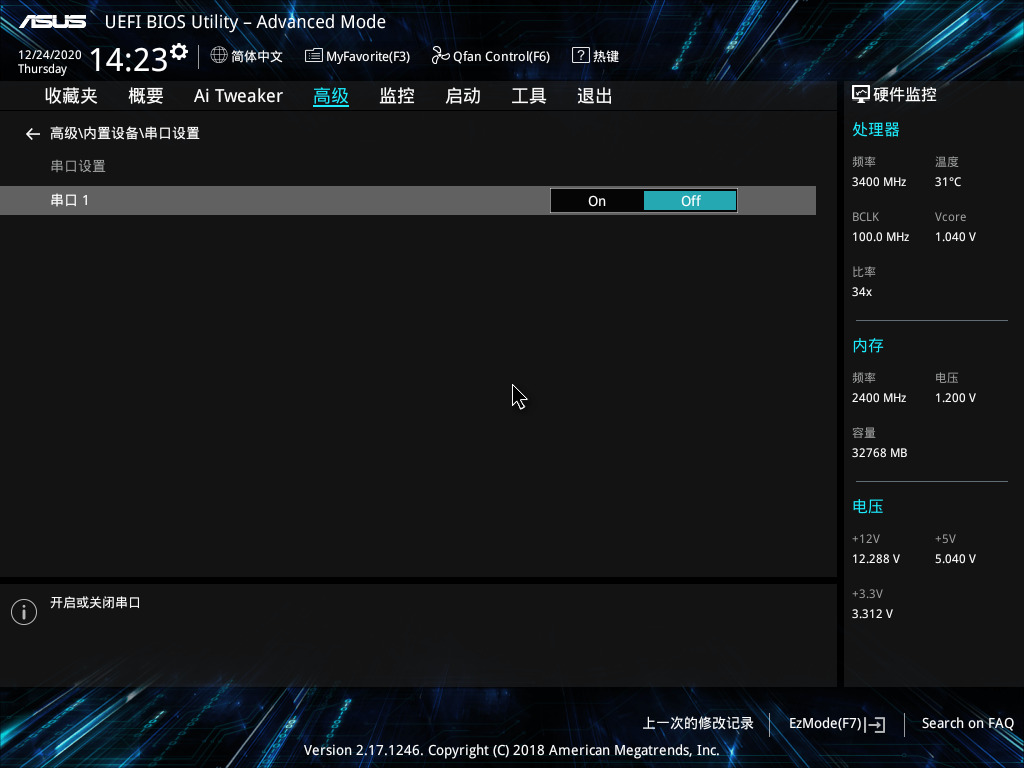 ASUS UEFI BIOS Utility – Advanced Mode
12/24/2020
Thursday
14:23
简体中文 MyFavorite(F3) Qfan Control(F6) ? 热键
收藏夹 概要 Ai Tweaker 高级 监控 启动 工具 退出
高级\内置设备\串口设置
串口设置
串口 1 On Off
开启或关闭串口
硬件监控
处理器
频率 温度
3400 MHz 31°C
BCLK Vcore
100.0 MHz 1.040 V
比率
34x
内存
频率 电压
2400 MHz 1.200 V
容量
32768 MB
电压
+12V +5V
12.288 V 5.040 V
+3.3V
3.312 V
上一次的修改记录 EzMode(F7) Search on FAQ
Version 2.17.1246. Copyright (C) 2018 American Megatrends, Inc.